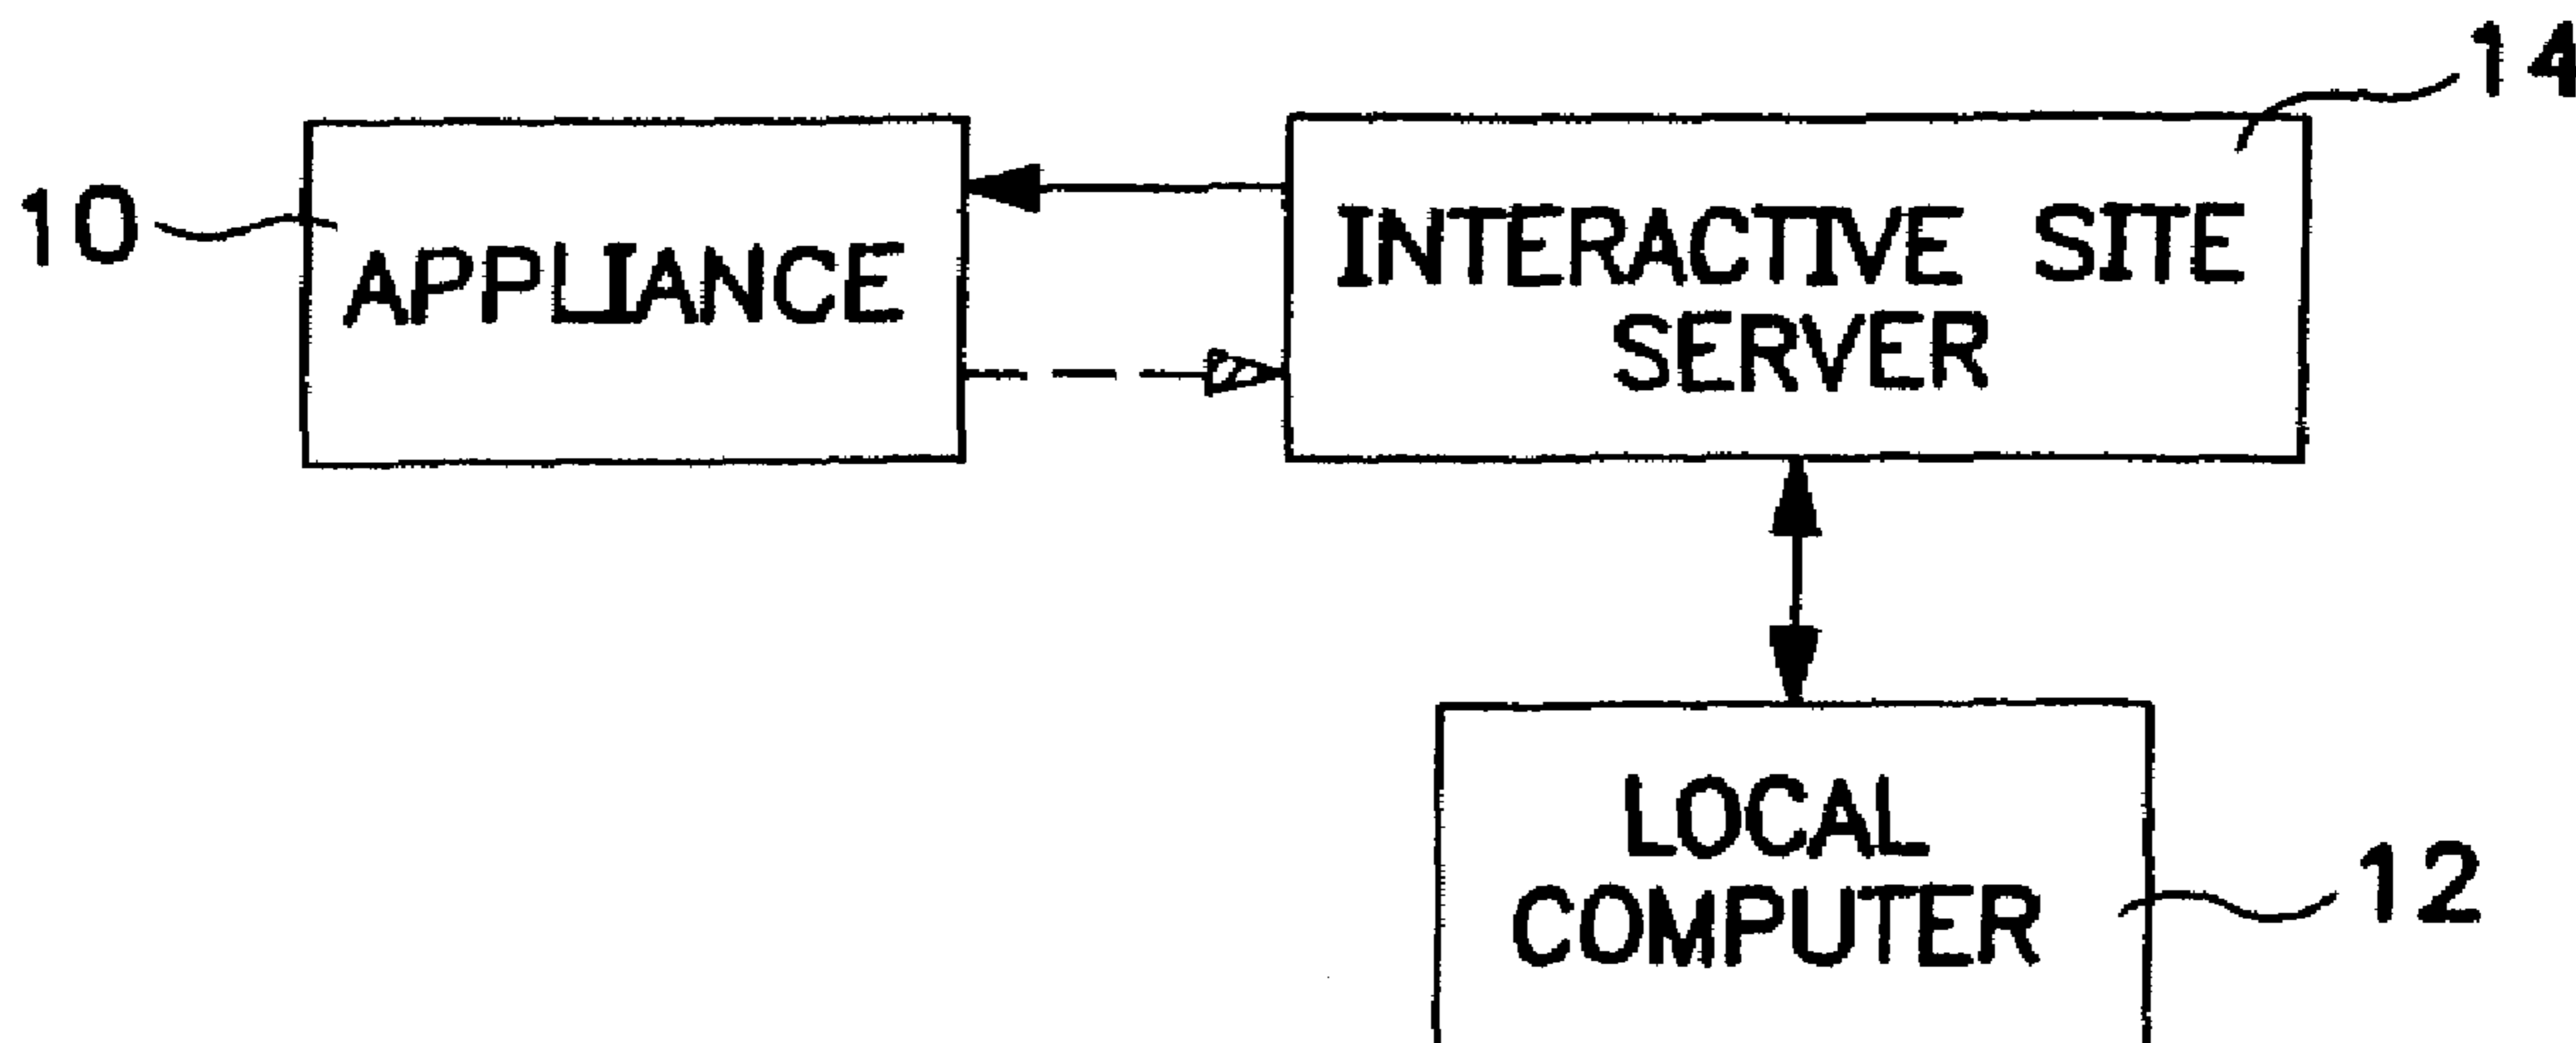 14
10
APPLIANCE
INTERACTIVE SITE
SERVER
LOCAL
COMPUTER
12